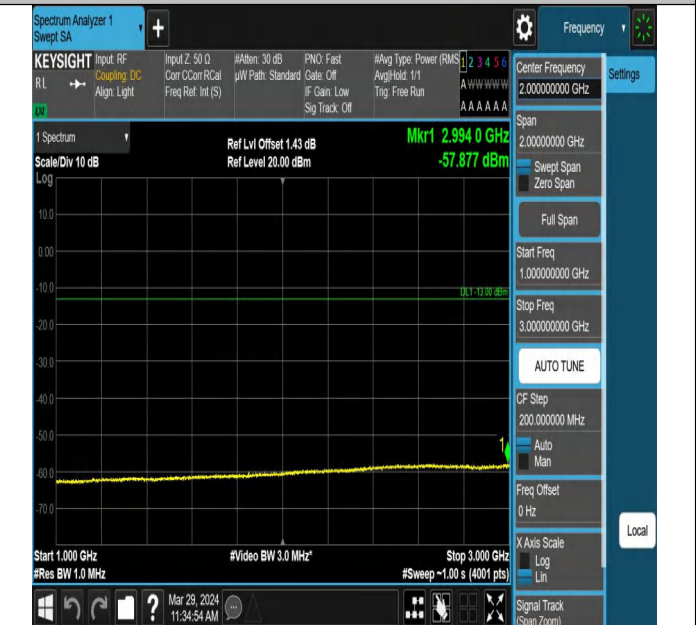 Spectrum Analyzer 1
Swept SA
+
Frequency
KEYSIGHT
RL
LXI
Input: RF
Coupling: DC
Align: Light
Input Z: 50 Ω
Corr CCorr RCal
Freq Ref: Int (S)
#Atten: 30 dB
µW Path: Standard
PNO: Fast
Gate: Off
IF Gain: Low
Sig Track: Off
#Avg Type: Power (RMS
Avg|Hold: 1/1
Trig: Free Run
1 2 3 4 5 6
A W W W W W
A A A A A A
1 Spectrum
Scale/Div 10 dB
Log
Ref Lvl Offset 1.43 dB
Ref Level 20.00 dBm
Mkr1 2.994 0 GHz
-57.877 dBm
10.0
0.00
-10.0
DL1 -13.00 dBm
-20.0
-30.0
-40.0
-50.0
1
-60.0
-70.0
Start 1.000 GHz
#Res BW 1.0 MHz
#Video BW 3.0 MHz*
Stop 3.000 GHz
#Sweep ~1.00 s (4001 pts)
?
Mar 29, 2024
11:34:54 AM
Center Frequency
2.00000000 GHz
Span
2.00000000 GHz
Swept Span
Zero Span
Full Span
Start Freq
1.000000000 GHz
Stop Freq
3.000000000 GHz
AUTO TUNE
CF Step
200.000000 MHz
Auto
Man
Freq Offset
0 Hz
X Axis Scale
Log
Lin
Signal Track
(Span Zoom)
Settings
Local